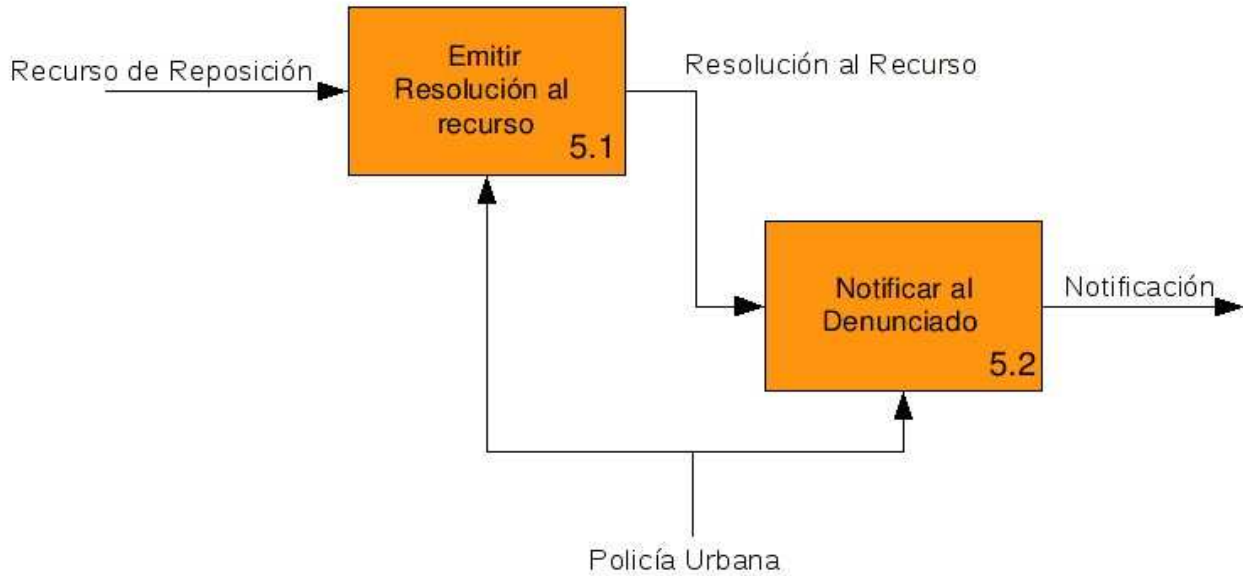 Recurso de Reposición
Emitir
Resolución al
recurso
5.1
Resolución al Recurso
Notificar al
Denunciado
5.2
Notificación
Policía Urbana